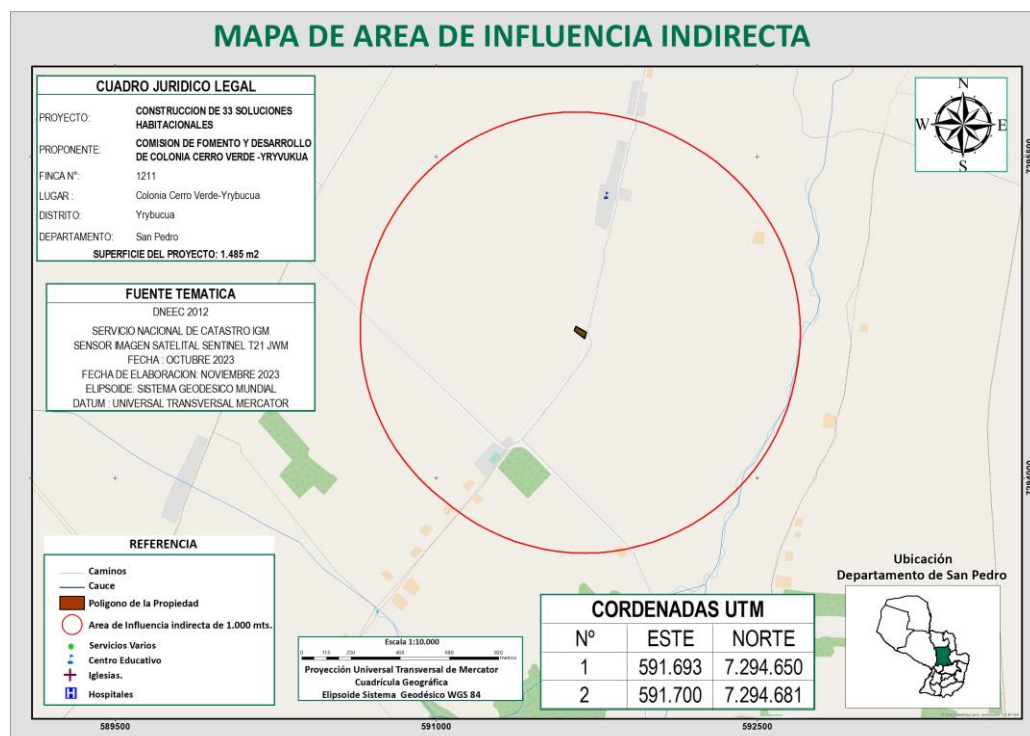 MAPA DE AREA DE INFLUENCIA INDIRECTA
CUADRO JURIDICO LEGAL
PROYECTO: CONSTRUCCION DE 33 SOLUCIONES
HABITACIONALES
PROPONENTE: COMISION DE FOMENTO Y DESARROLLO
DE COLONIA CERRO VERDE -YRYVUKUA
FINCA N°: 1211
LUGAR : Colonia Cerro Verde-Yrybucua
DISTRITO: Yrybucua
DEPARTAMENTO: San Pedro
SUPERFICIE DEL PROYECTO: 1.485 m2
N
W E
S
7295500
FUENTE TEMATICA
DNEEC 2012
SERVICIO NACIONAL DE CATASTRO IGM
SENSOR IMAGEN SATELITAL SENTINEL T21 JWM
FECHA : OCTUBRE 2023
FECHA DE ELABORACION: NOVIEMBRE 2023
ELIPSOIDE: SISTEMA GEODESICO MUNDIAL
DATUM : UNIVERSAL TRANSVERSAL MERCATOR
7294000
REFERENCIA
Caminos
Cauce
Poligono de la Propiedad
Area de Influencia indirecta de 1.000 mts.
Servicios Varios
Centro Educativo
Iglesias.
H Hospitales
Escala 1:10.000
Proyección Universal Transversal de Mercator
Cuadrícula Geográfica
Elipsoide Sistema Geodésico WGS 84
CORDENADAS UTM
Nº ESTE NORTE
1 591.693 7.294.650
2 591.700 7.294.681
Ubicación
Departamento de San Pedro
589500 591000 592500